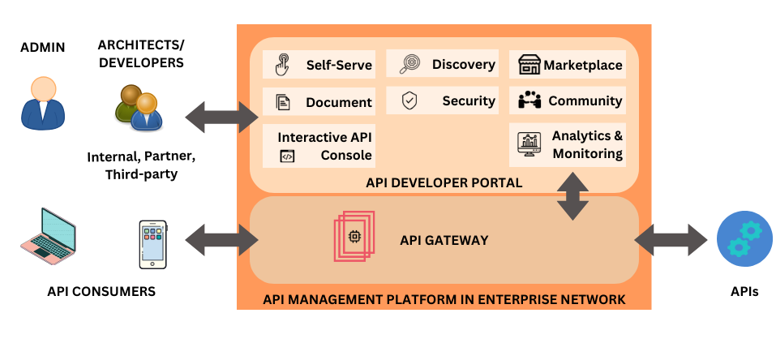 ADMIN
ARCHITECTS/
DEVELOPERS
Internal, Partner,
Third-party
API CONSUMERS
Self-Serve
Discovery
Marketplace
Document
Security
Community
Interactive API
Console
Analytics &
Monitoring
API DEVELOPER PORTAL
API GATEWAY
API MANAGEMENT PLATFORM IN ENTERPRISE NETWORK
APIs